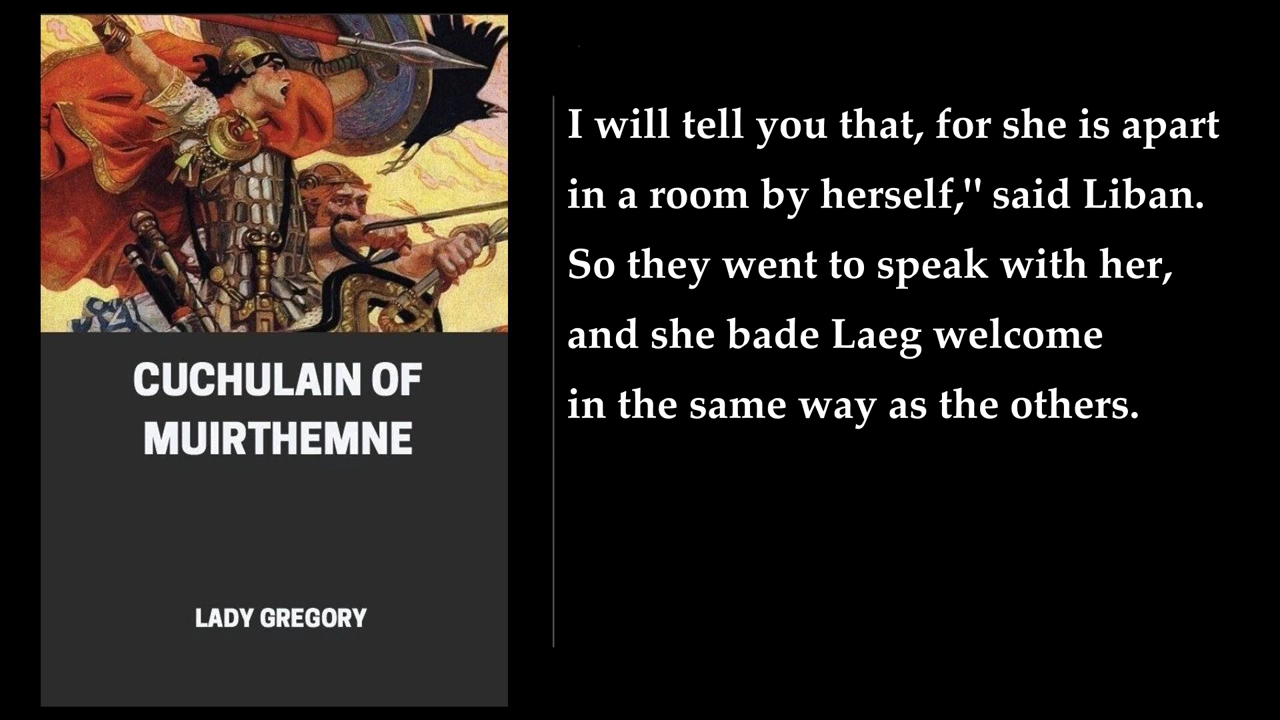 CUCHULAIN OF
MUIRTHEMNE
LADY GREGORY
I will tell you that, for she is apart
in a room by herself," said Liban.
So they went to speak with her,
and she bade Laeg welcome
in the same way as the others.